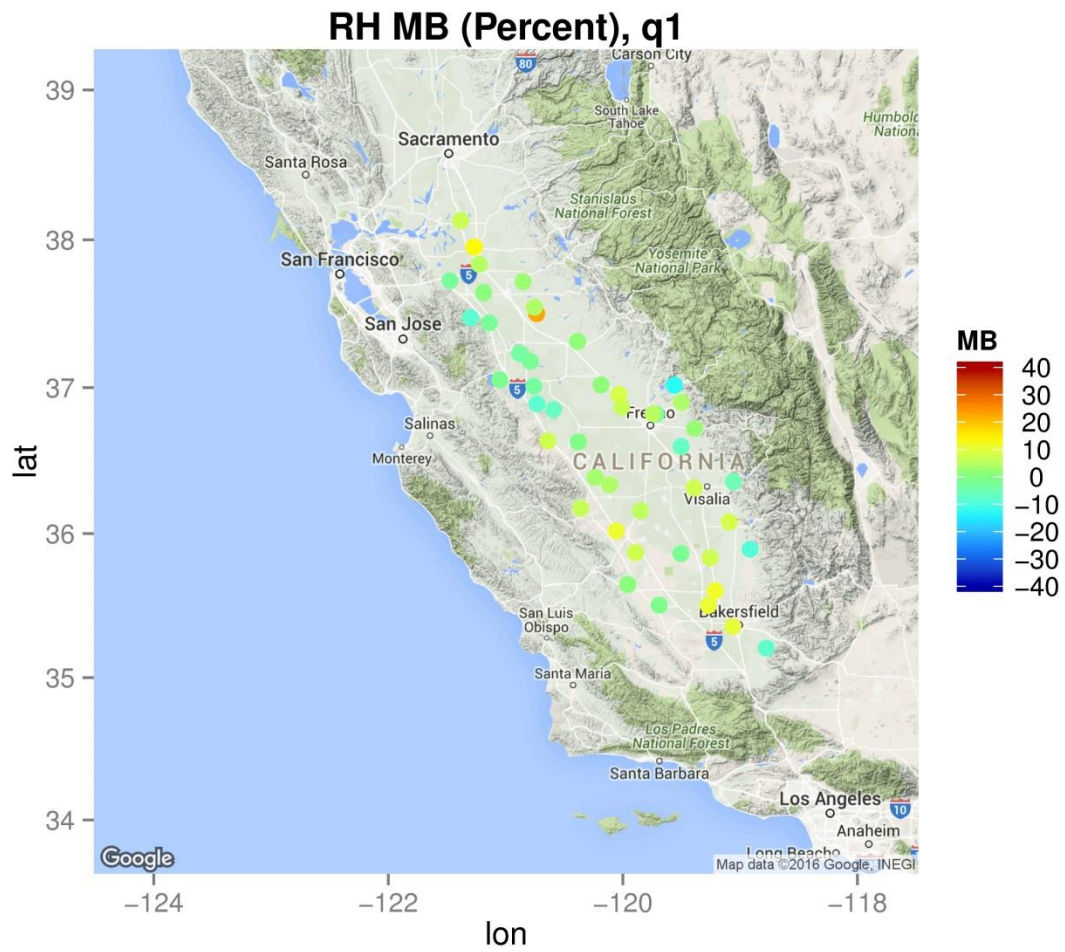 RH MB (Percent), q1
39
38
37
36
35
34
lat
-124
-122
-120
-118
lon
80
Carson City
South Lake
Tahoe
Humbol
Nationa
Sacramento
Santa Rosa
Stanislaus
National Forest
Yosemite
National Park
San Francisco
5
San Jose
5
Fresno
Salinas
Monterey
CALIFORNIA
Visalia
Bakersfield
5
San Luis
Obispo
Santa Maria
Los Padres
National Forest
Santa Barbara
Los Angeles
10
Anaheim
Long Beach
Google
Map data ©2016 Google, INEGI
MB
40
30
20
10
0
−10
−20
−30
−40